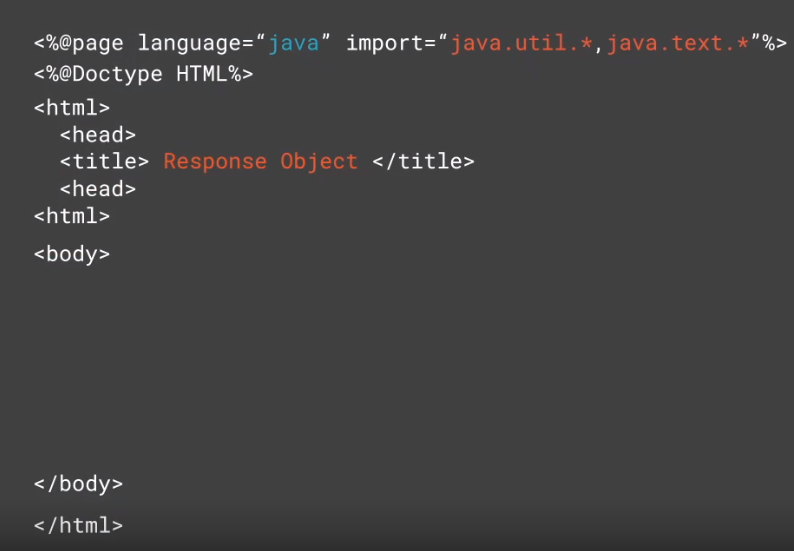 <%@page language=“java” import=“java.util.*,java.text.*”%>
<%@Doctype HTML%>
<html>
<head>
<title> Response Object </title>
<head>
<html>
<body>
</body>
</html>